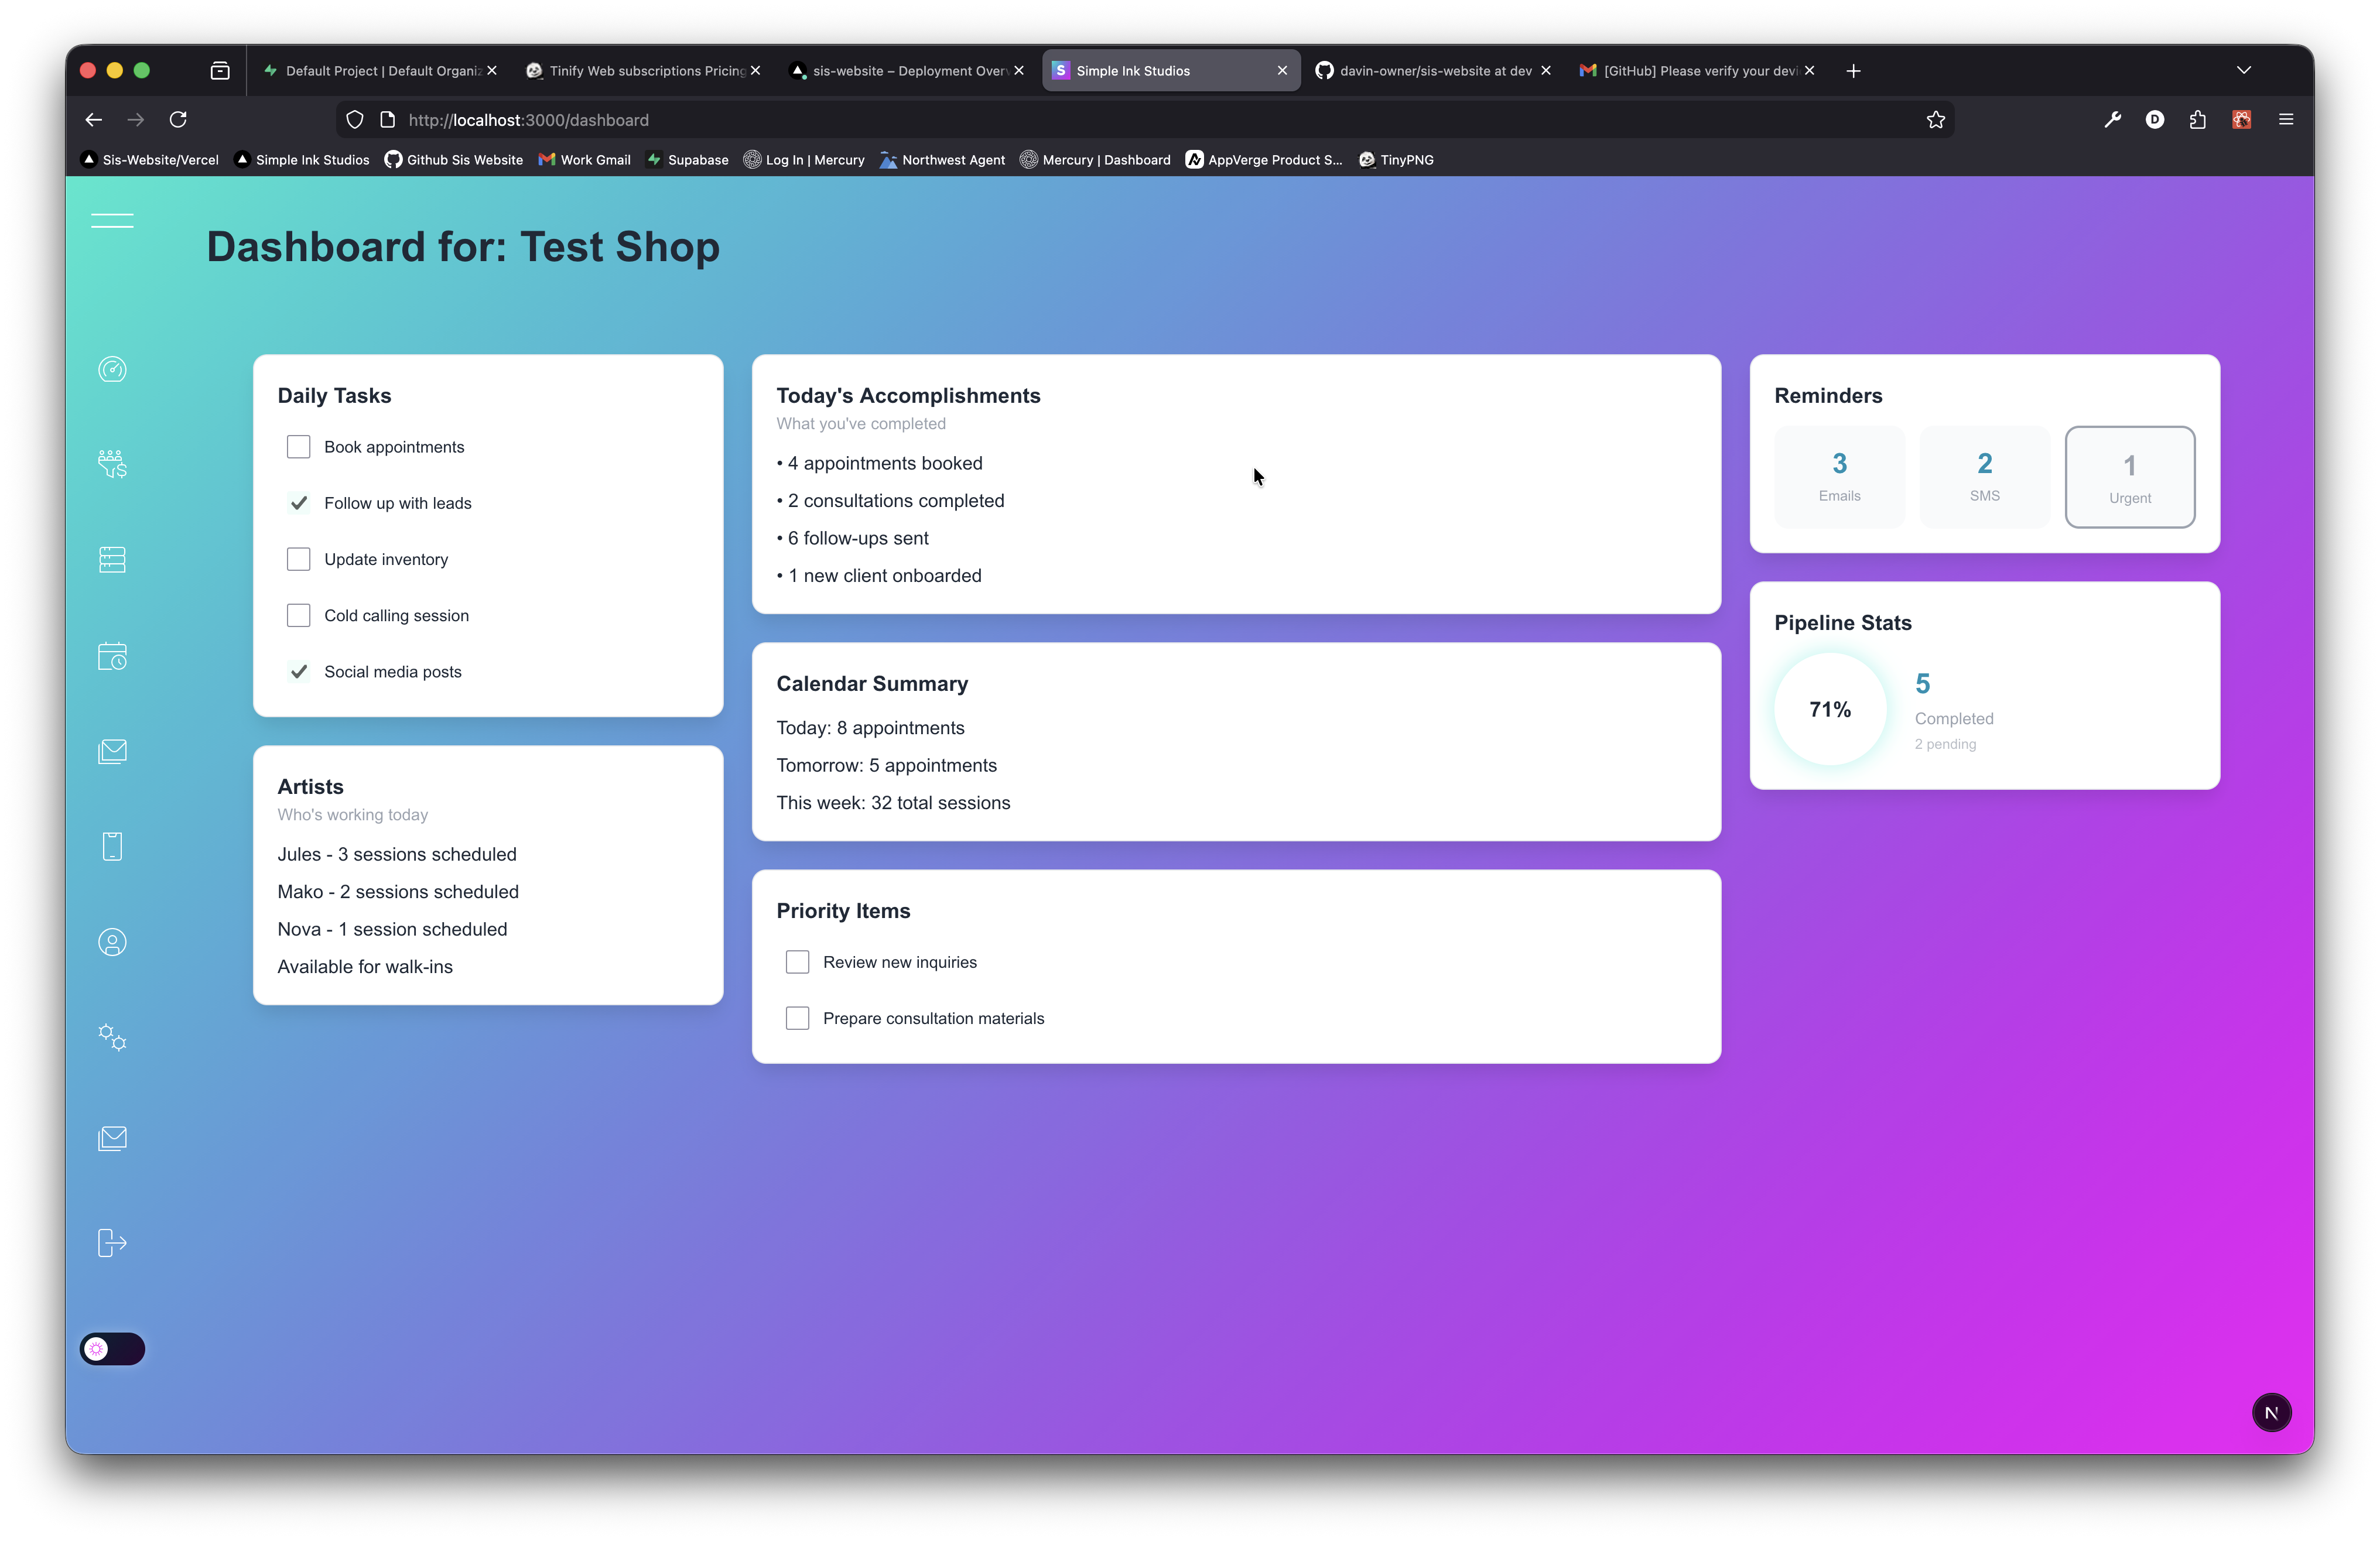 Default Project | Default Organiz
Tinify Web subscriptions Pricing
sis-website – Deployment Over
Simple Ink Studios
davin-owner/sis-website at dev
[GitHub] Please verify your devi
http://localhost:3000/dashboard
D
Sis-Website/Vercel
Simple Ink Studios
Github Sis Website
Work Gmail
Supabase
Log In | Mercury
Northwest Agent
Mercury | Dashboard
AppVerge Product S...
TinyPNG
Dashboard for: Test Shop
Daily Tasks
Book appointments
Follow up with leads
Update inventory
Cold calling session
Social media posts
Artists
Who's working today
Jules - 3 sessions scheduled
Mako - 2 sessions scheduled
Nova - 1 session scheduled
Available for walk-ins
Today's Accomplishments
What you've completed
• 4 appointments booked
• 2 consultations completed
• 6 follow-ups sent
• 1 new client onboarded
Calendar Summary
Today: 8 appointments
Tomorrow: 5 appointments
This week: 32 total sessions
Priority Items
Review new inquiries
Prepare consultation materials
Reminders
3
Emails
2
SMS
1
Urgent
Pipeline Stats
71%
5
Completed
2 pending
N